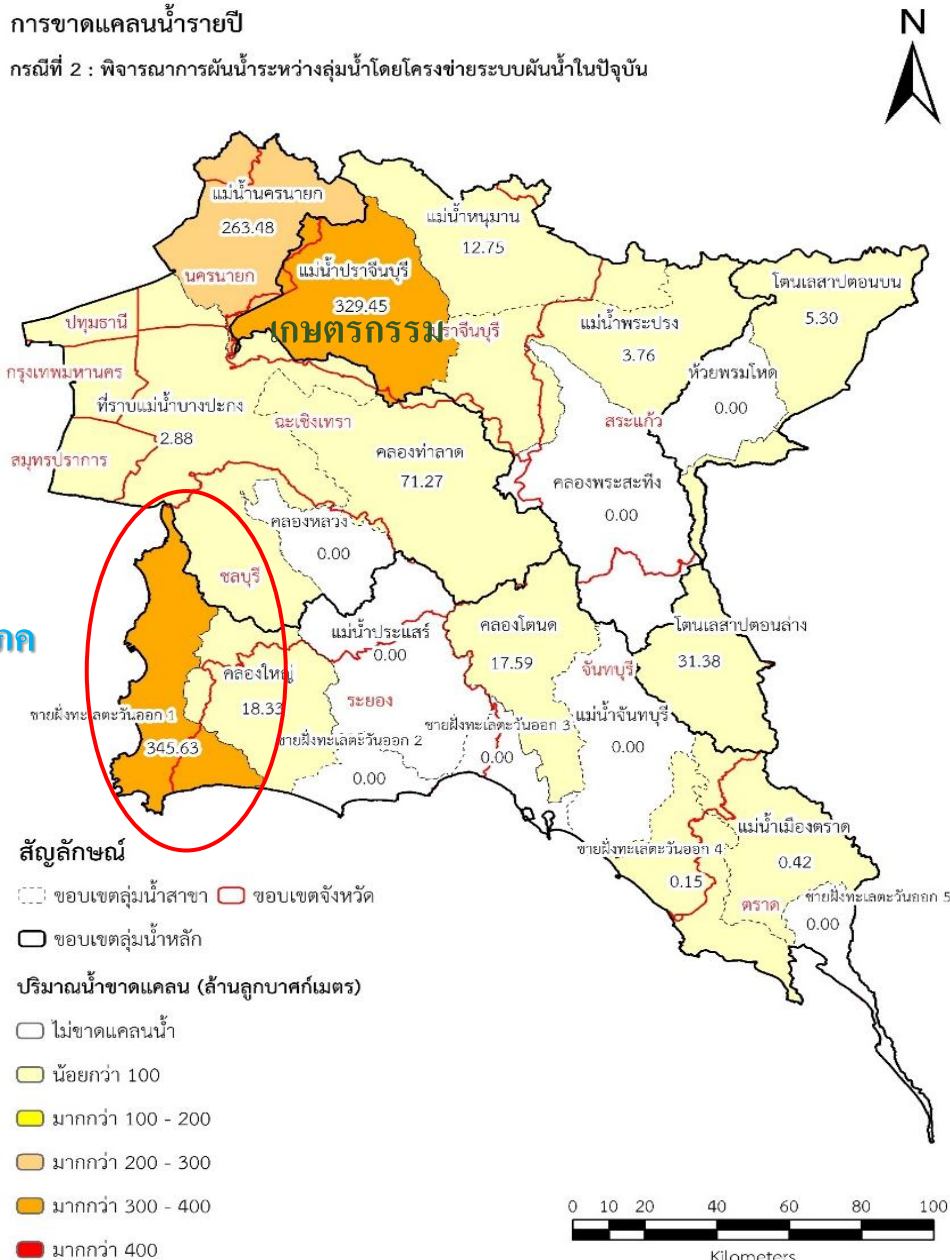 การขาดแคลนน้ำรายปี
N
กรณีที่ 2 : พิจารณาการผันน้ำระหว่างลุ่มน้ำโดยโครงข่ายระบบผันน้ำในปัจจุบัน
แม่น้ำนครนายก
263.48
นครนายก
แม่น้ำหนุมาน
12.75
แม่น้ำปราจีนบุรี
329.45
เกษตรกรรม
ปราจีนบุรี
โตนเลสาปตอนบน
5.30
แม่น้ำพระปรง
3.76
ห้วยพรมโหด
0.00
ปทุมธานี
กรุงเทพมหานคร
ที่ราบแม่น้ำบางปะกง
2.88
สมุทรปราการ
ฉะเชิงเทรา
คลองท่าลาด
71.27
สระแก้ว
คลองพระสะทึง
0.00
คลองหลวง
0.00
ชลบุรี
แม่น้ำประแสร์
0.00
คลองโตนด
17.59
โตนเลสาปตอนล่าง
31.38
คลองใหญ่
18.33
ระยอง
จันทบุรี
แม่น้ำจันทบุรี
0.00
ชายฝั่งทะเลตะวันออก 1
345.63
ชายฝั่งทะเลตะวันออก 2
0.00
ชายฝั่งทะเลตะวันออก 3
0.00
ชายฝั่งทะเลตะวันออก 4
0.15
แม่น้ำเมืองตราด
0.42
ตราด
ชายฝั่งทะเลตะวันออก 5
0.00
สัญลักษณ์
ขอบเขตลุ่มน้ำสาขา ขอบเขตจังหวัด
ขอบเขตลุ่มน้ำหลัก
ปริมาณน้ำขาดแคลน (ล้านลูกบาศก์เมตร)
ไม่ขาดแคลนน้ำ
น้อยกว่า 100
มากกว่า 100 - 200
มากกว่า 200 - 300
มากกว่า 300 - 400
มากกว่า 400
0 10 20 40 60 80 100
Kilometers